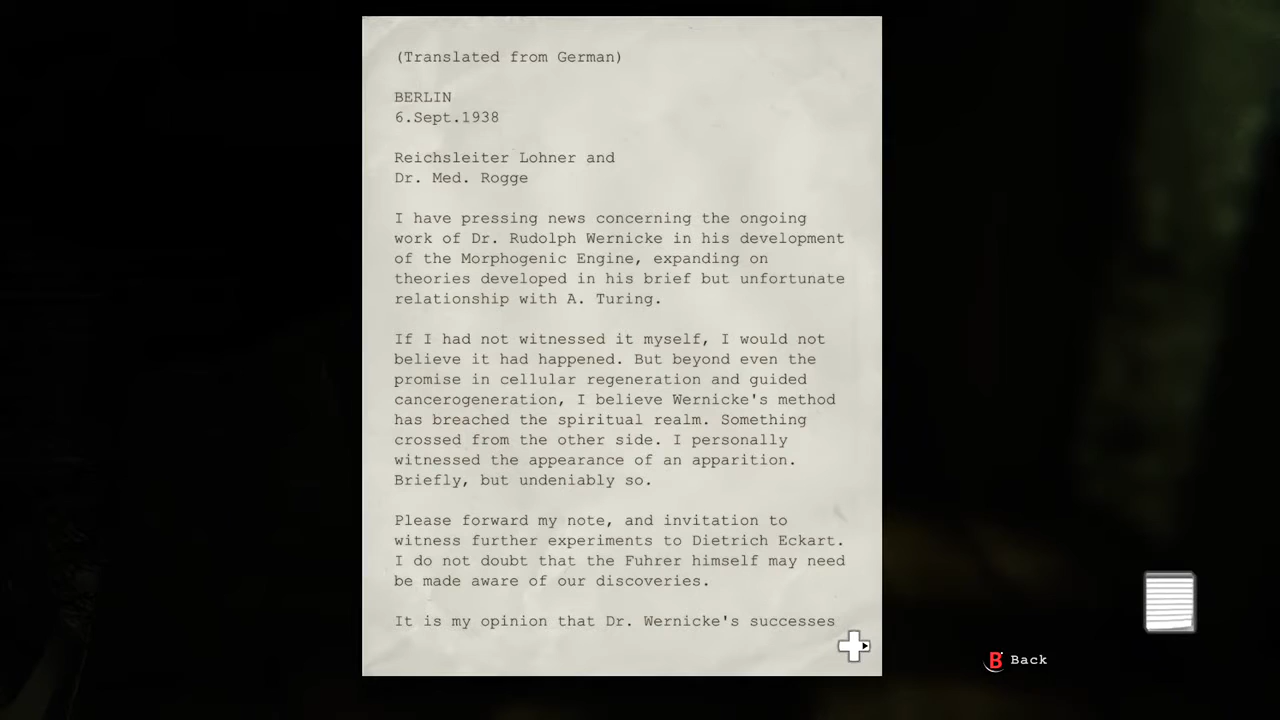 (Translated from German)
BERLIN
6.Sept.1938
Reichsleiter Lohner and
Dr. Med. Rogge
I have pressing news concerning the ongoing
work of Dr. Rudolph Wernicke in his development
of the Morphogenic Engine, expanding on
theories developed in his brief but unfortunate
relationship with A. Turing.
If I had not witnessed it myself, I would not
believe it had happened. But beyond even the
promise in cellular regeneration and guided
cancerogeneration, I believe Wernicke's method
has breached the spiritual realm. Something
crossed from the other side. I personally
witnessed the appearance of an apparition.
Briefly, but undeniably so.
Please forward my note, and invitation to
witness further experiments to Dietrich Eckart.
I do not doubt that the Fuhrer himself may need
be made aware of our discoveries.
It is my opinion that Dr. Wernicke's successes
B Back